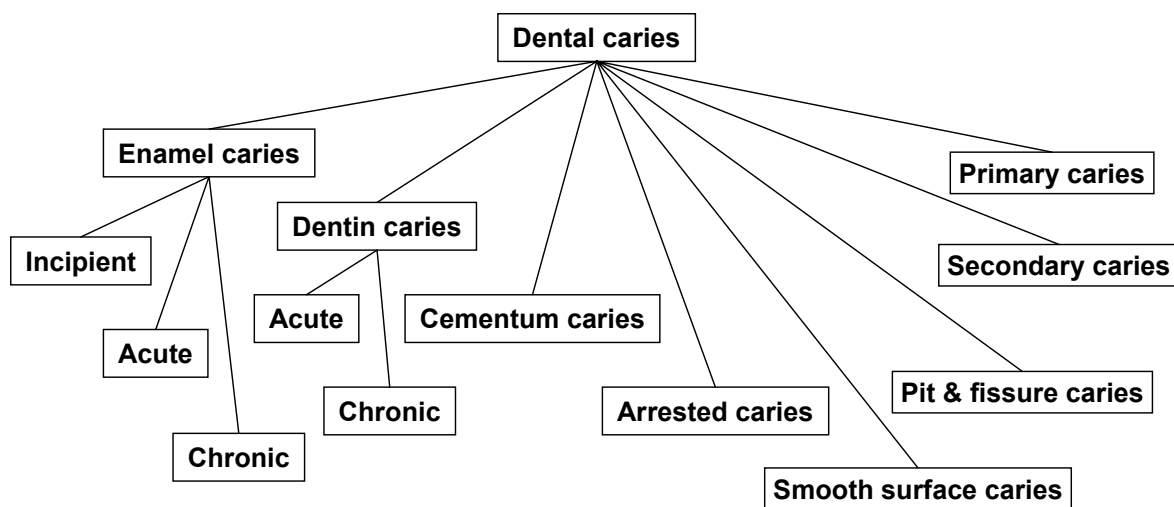 Dental caries
Enamel caries
Primary caries
Dentin caries
Incipient
Secondary caries
Acute
Cementum caries
Acute
Pit & fissure caries
Chronic
Arrested caries
Chronic
Smooth surface caries